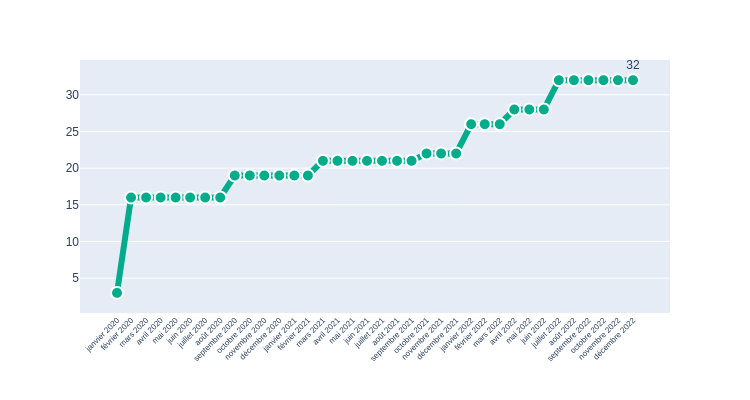 32
30
25
20
15
10
5
janvier 2020
février 2020
mars 2020
avril 2020
mai 2020
juin 2020
juillet 2020
août 2020
septembre 2020
octobre 2020
novembre 2020
décembre 2020
janvier 2021
février 2021
mars 2021
avril 2021
mai 2021
juin 2021
juillet 2021
août 2021
septembre 2021
octobre 2021
novembre 2021
décembre 2021
janvier 2022
février 2022
mars 2022
avril 2022
mai 2022
juin 2022
juillet 2022
août 2022
septembre 2022
octobre 2022
novembre 2022
décembre 2022